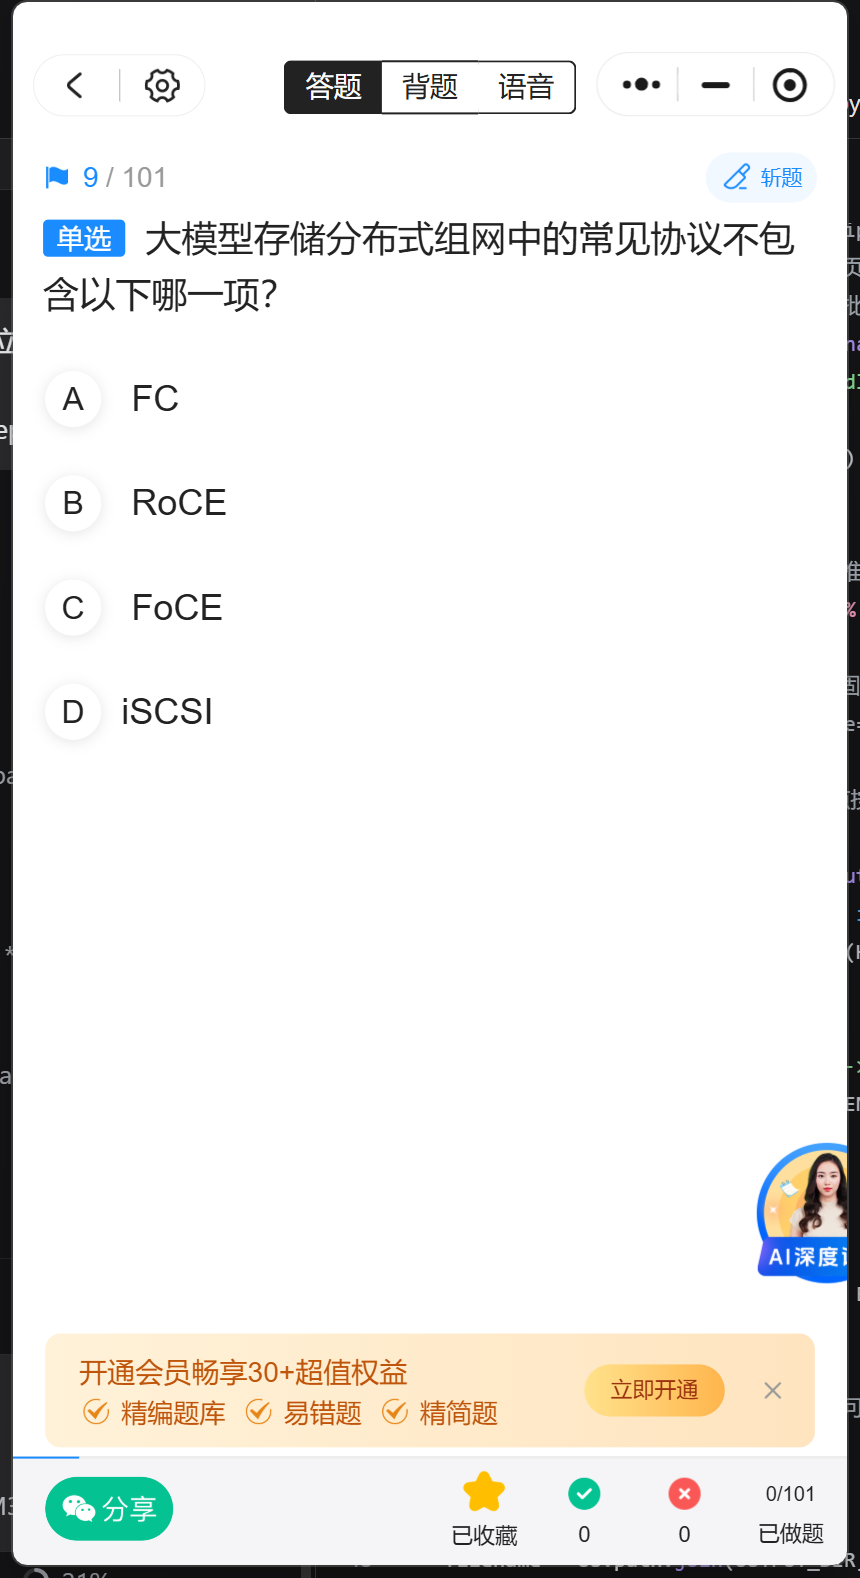 答题 背题 语音
9 / 101
斩题
单选 大模型存储分布式组网中的常见协议不包
含以下哪一项?
A FC
B RoCE
C FoCE
D iSCSI
AI深度
开通会员畅享30+超值权益
精编题库 易错题 精简题
立即开通
分享
已收藏
0
0
0/101
已做题